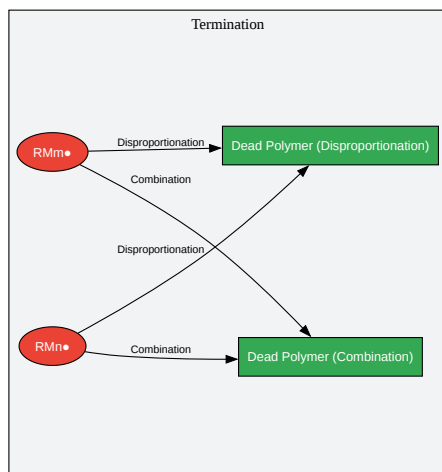 Termination
Disproportionation
RMm●
Dead Polymer (Disproportionation)
Combination
Disproportionation
RMn●
Combination
Dead Polymer (Combination)